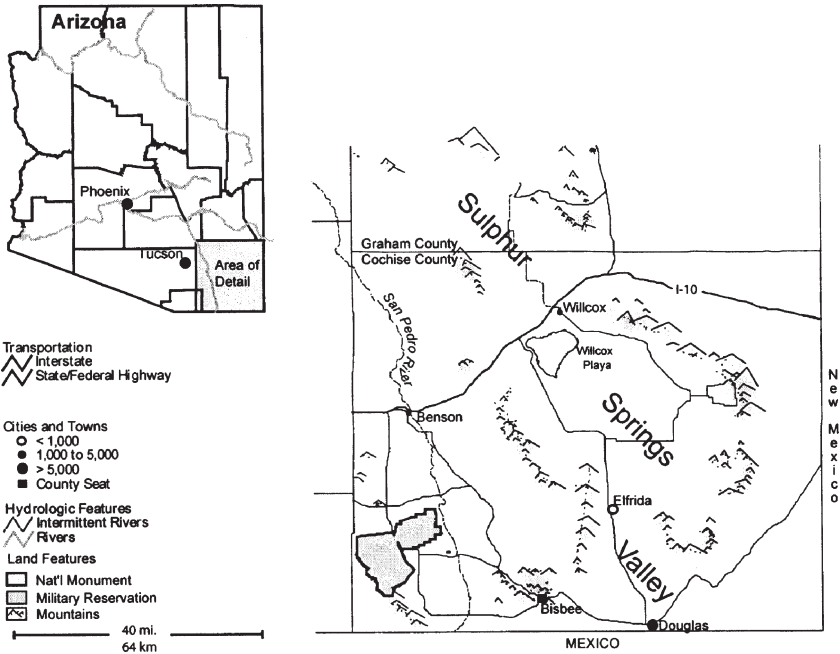 Arizona
Phoenix
Tucson
Area of
Detail
Transportation
Interstate
State/Federal Highway
Cities and Towns
< 1,000
1,000 to 5,000
> 5,000
County Seat
Hydrologic Features
Intermittent Rivers
Rivers
Land Features
Nat'l Monument
Military Reservation
Mountains
40 mi.
64 km
Sulphur
Graham County
Cochise County
I-10
San Pedro River
Willcox
Willcox
Playa
Benson
Springs
Elfrida
Valley
Bisbee
Douglas
MEXICO
New Mexico